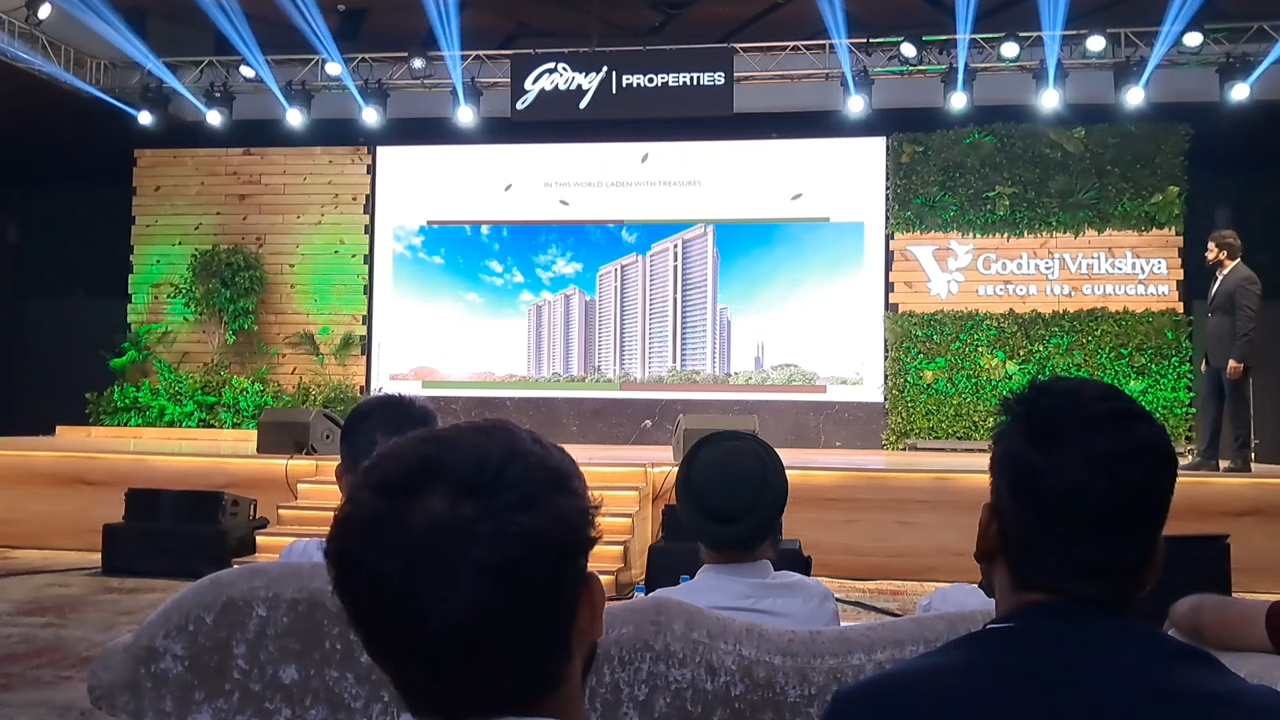 Godrej | PROPERTIES
IN THIS WORLD LADEN WITH TREASURES
Godrej Vrikshya
SECTOR 103, GURUGRAM